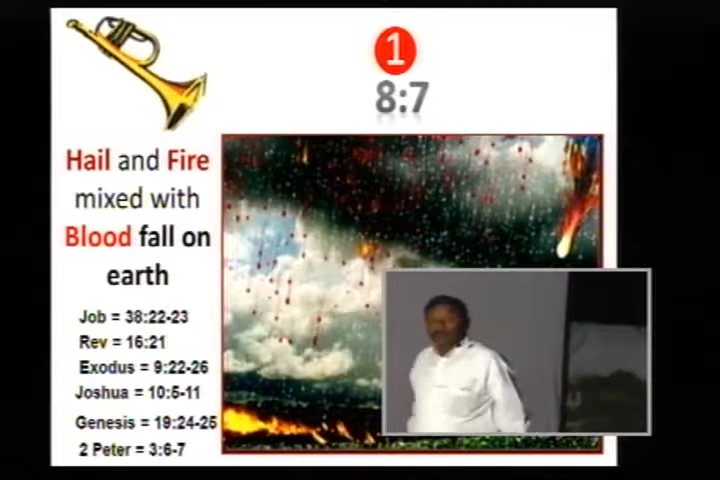 1
8:7
Hail and Fire
mixed with
Blood fall on
earth
Job = 38:22-23
Rev = 16:21
Exodus = 9:22-26
Joshua = 10:5-11
Genesis = 19:24-25
2 Peter = 3:6-7